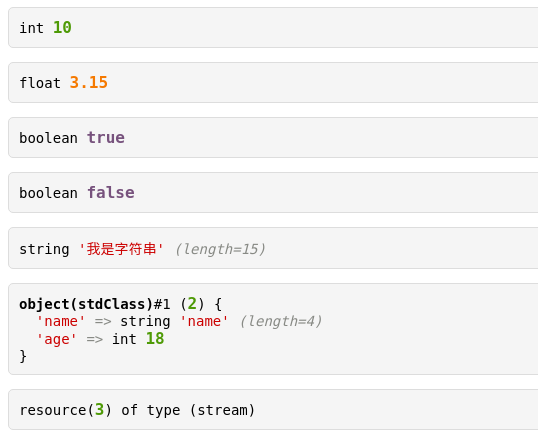 int 10
float 3.15
boolean true
boolean false
string '我是字符串' (length=15)
object(stdClass)#1 (2) {
  'name' => string 'name' (length=4)
  'age' => int 18
}
resource(3) of type (stream)